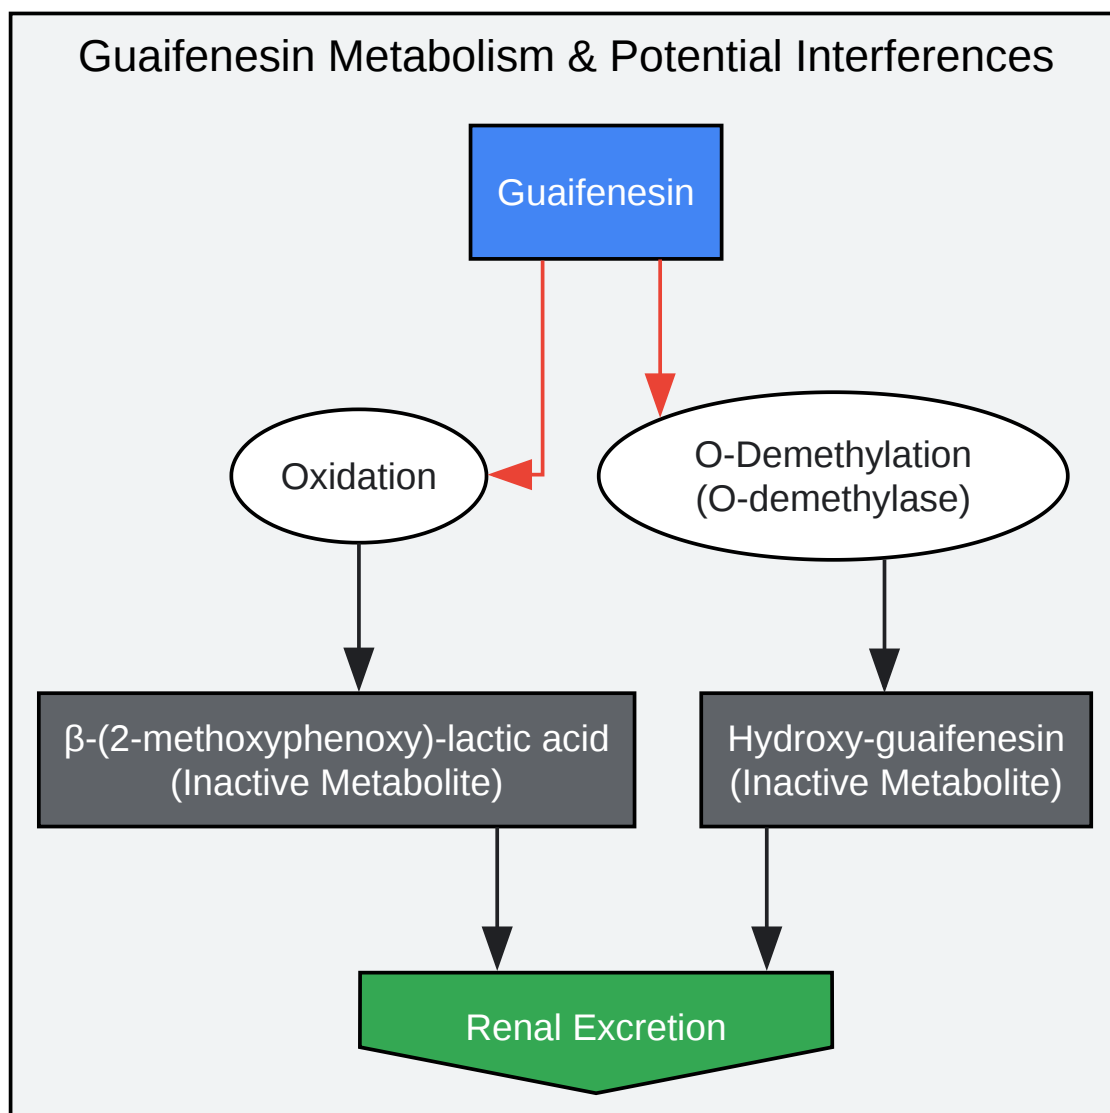 Guaifenesin Metabolism & Potential Interferences
Guaifenesin
Oxidation
O-Demethylation
(O-demethylase)
β-(2-methoxyphenoxy)-lactic acid
(Inactive Metabolite)
Hydroxy-guaifenesin
(Inactive Metabolite)
Renal Excretion